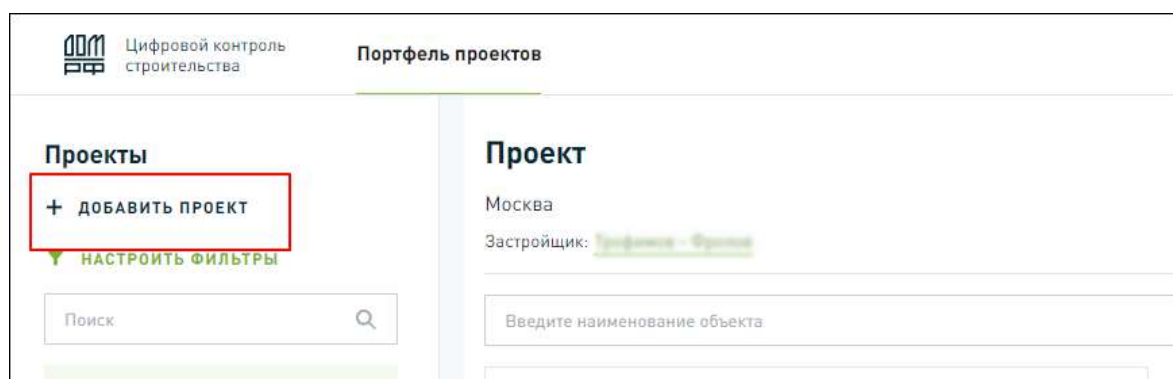 ДОМ
РФ
Цифровой контроль
строительства
Портфель проектов
Проекты
+ ДОБАВИТЬ ПРОЕКТ
НАСТРОИТЬ ФИЛЬТРЫ
Поиск
Проект
Москва
Застройщик:
Введите наименование объекта